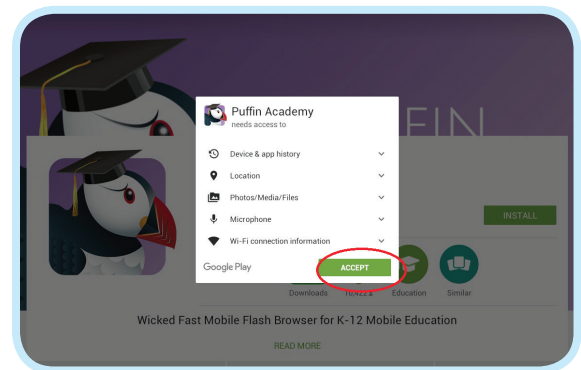 FIN
Puffin Academy
needs access to
Device & app history
Location
Photos/Media/Files
Microphone
Wi-Fi connection information
INSTALL
Google Play
ACCEPT
Downloads
Education
Similar
Wicked Fast Mobile Flash Browser for K-12 Mobile Education
READ MORE